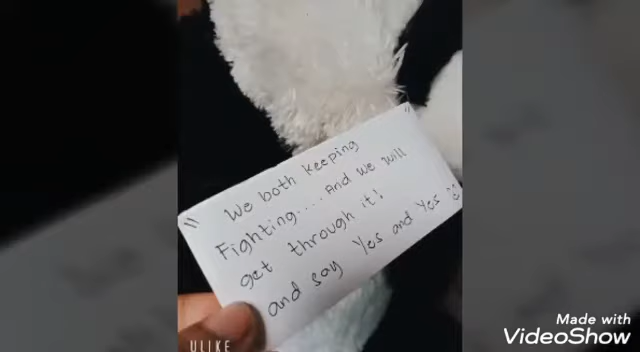 " We both keeping
Fighting.... And we will "
get through it!
and say Yes and Yes
ULIKE
Made with
VideoShow